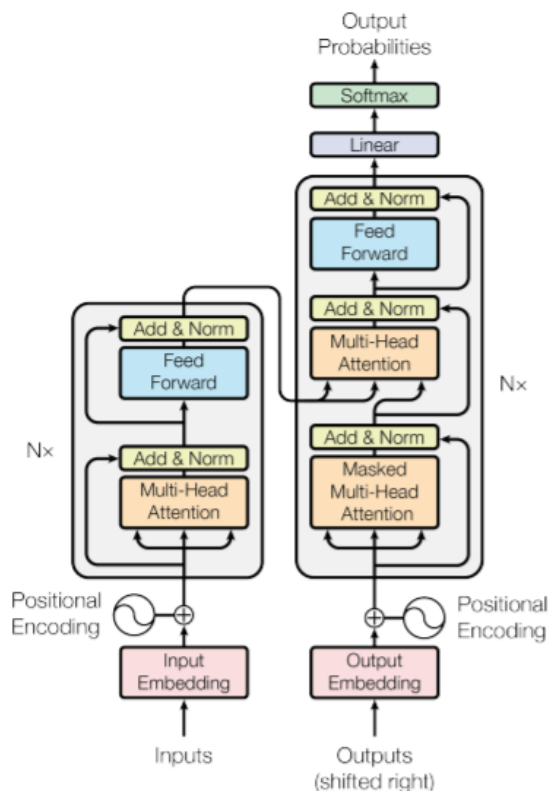 Output
Probabilities
Softmax
Linear
Add & Norm
Feed
Forward
Add & Norm
Multi-Head
Attention
Add & Norm
Masked
Multi-Head
Attention
Nx
Positional
Encoding
Output
Embedding
Outputs
(shifted right)
Add & Norm
Feed
Forward
Add & Norm
Multi-Head
Attention
Nx
Positional
Encoding
Input
Embedding
Inputs